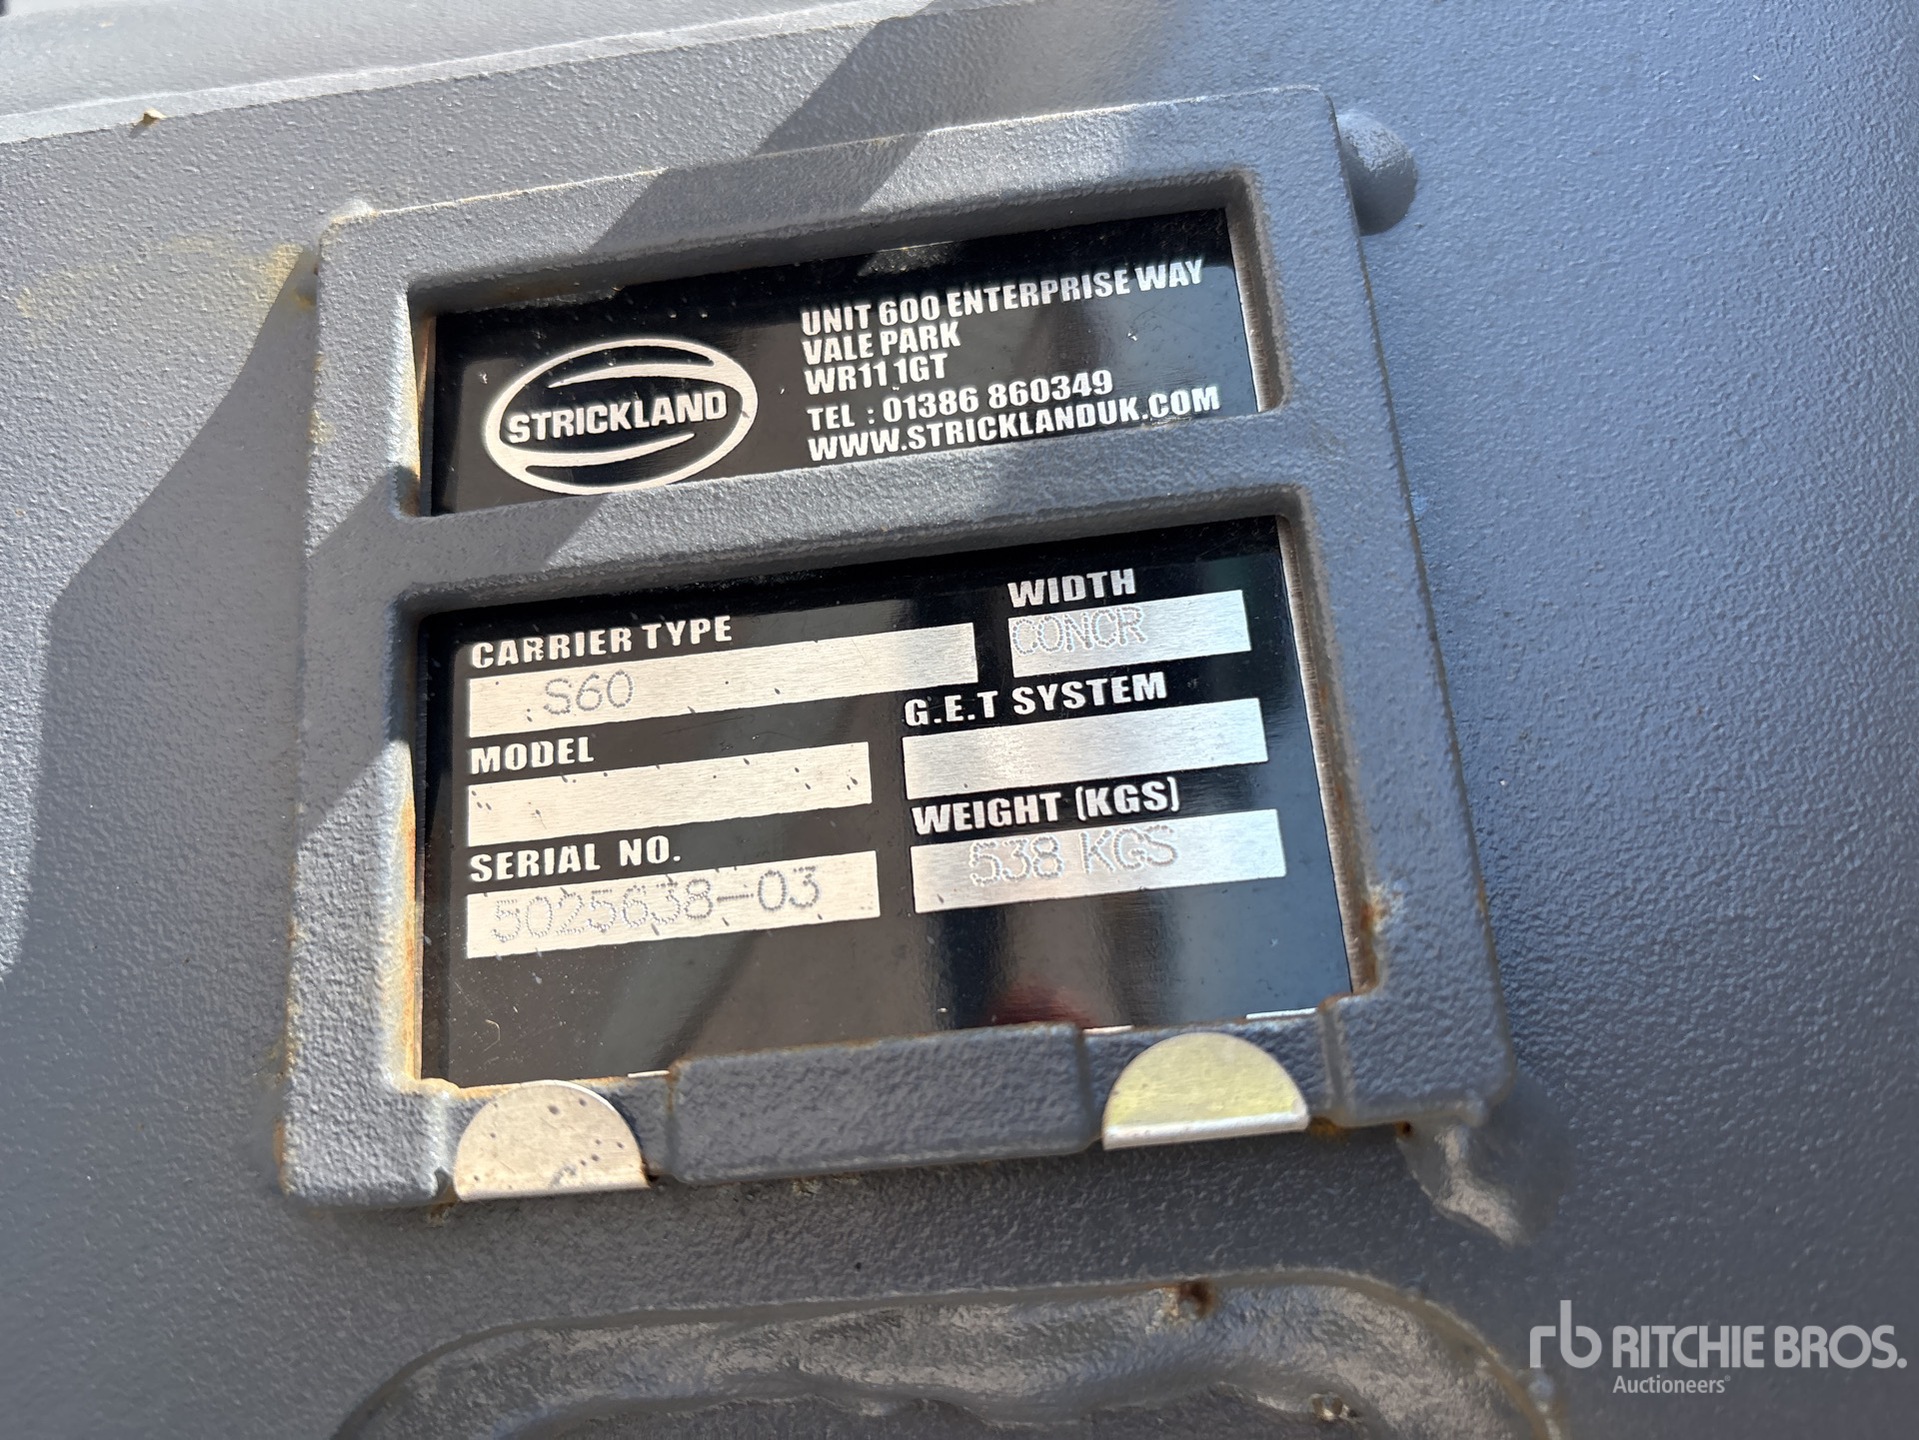 STRICKLAND
UNIT 600 ENTERPRISE WAY
VALE PARK
WR11 1GT
TEL : 01386 860349
WWW.STRICKLANDUK.COM
CARRIER TYPE
S60
WIDTH
CONCR
MODEL
G.E.T SYSTEM
SERIAL NO.
5025638-03
WEIGHT (KGS)
538 KGS
rb RITCHIE BROS.
Auctioneers